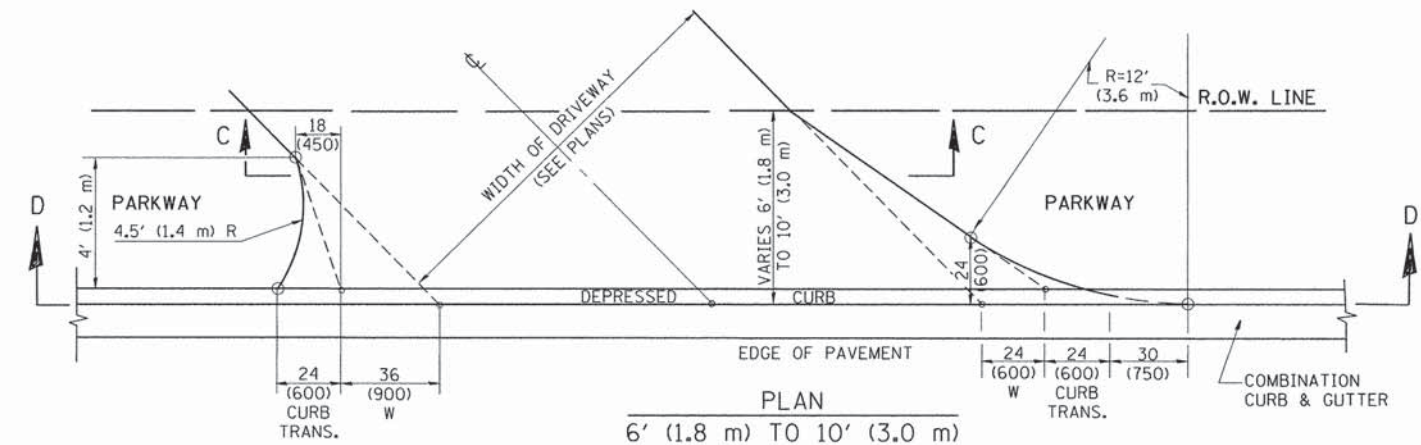 R=12'
(3.6 m)
R.O.W. LINE
18
(450)
C
C
℄
WIDTH OF DRIVEWAY
(SEE PLANS)
VARIES 6' (1.8 m)
TO 10' (3.0 m)
4' (1.2 m)
PARKWAY
4.5' (1.4 m) R
PARKWAY
D
D
24
(600)
DEPRESSED CURB
EDGE OF PAVEMENT
24
(600)
CURB
TRANS.
36
(900)
W
24
(600)
W
24
(600)
CURB
TRANS.
30
(750)
COMBINATION
CURB & GUTTER
PLAN
6' (1.8 m) TO 10' (3.0 m)